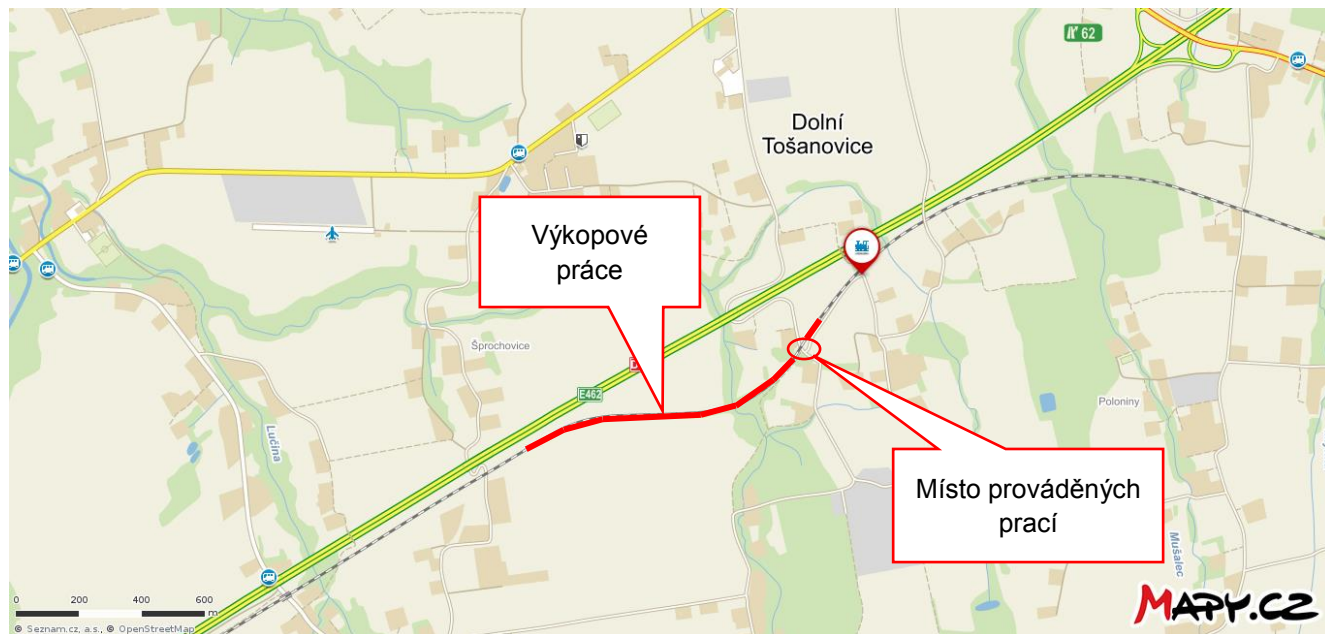 62
Dolní
Tošanovice
Výkopové
práce
Šprochovice
E462
Poloniny
Lučina
Místo prováděných
prací
Mušalec
0 200 400 600
m
© Seznam.cz, a.s., © OpenStreetMap
MAPY.CZ